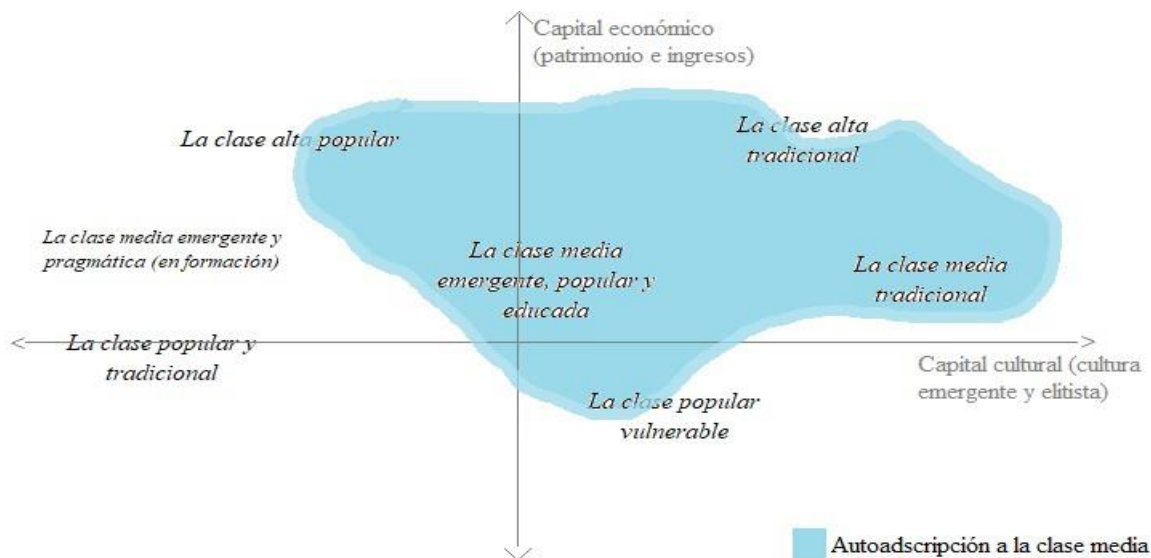 Capital económico
(patrimonio e ingresos)
La clase alta popular
La clase alta
tradicional
La clase media emergente y
pragmática (en formación)
La clase media
emergente, popular y
educada
La clase media
tradicional
La clase popular y
tradicional
Capital cultural (cultura
emergente y elitista)
La clase popular
vulnerable
Autoadscripción a la clase media